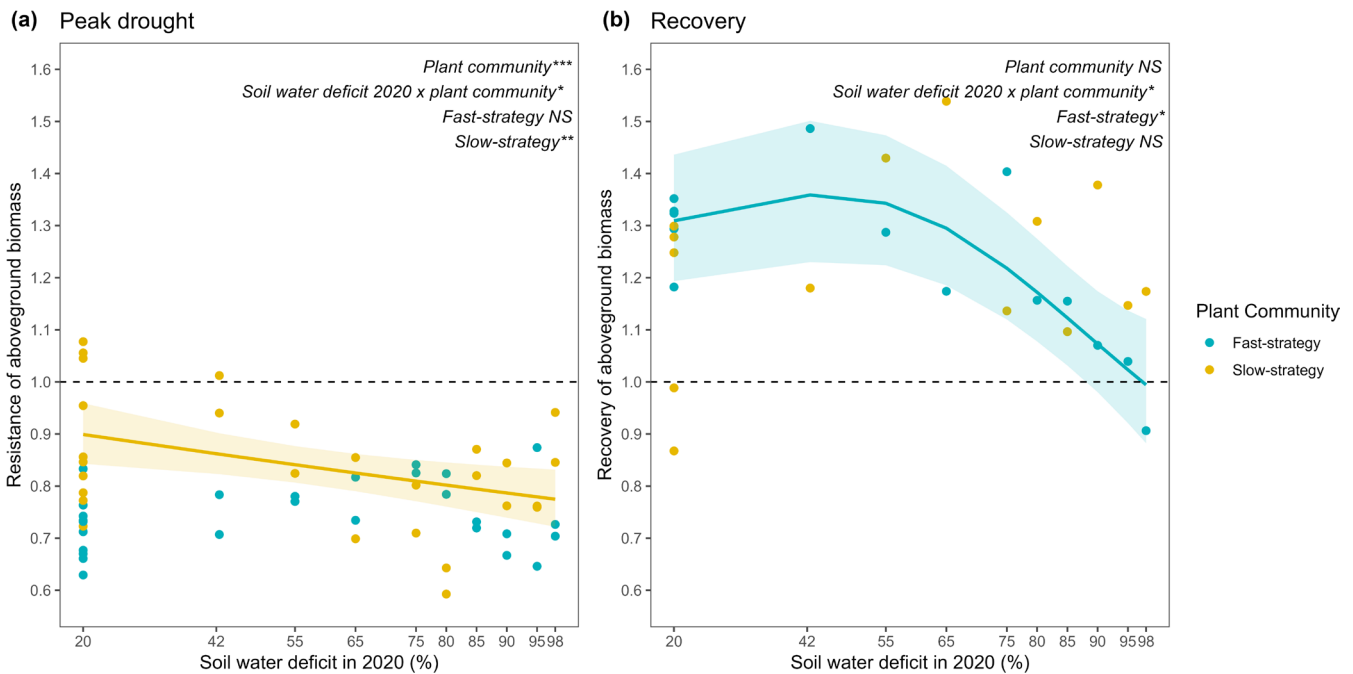 (a) Peak drought
Resistance of aboveground biomass
1.6
1.5
1.4
1.3
1.2
1.1
1.0
0.9
0.8
0.7
0.6
Plant community***
Soil water deficit 2020 x plant community*
Fast-strategy NS
Slow-strategy**
20 42 55 65 75 80 85 90 95 98
Soil water deficit in 2020 (%)
(b) Recovery
Recovery of aboveground biomass
1.6
1.5
1.4
1.3
1.2
1.1
1.0
0.9
0.8
0.7
0.6
Plant community NS
Soil water deficit 2020 x plant community*
Fast-strategy*
Slow-strategy NS
20 42 55 65 75 80 85 90 95 98
Soil water deficit in 2020 (%)
Plant Community
Fast-strategy
Slow-strategy